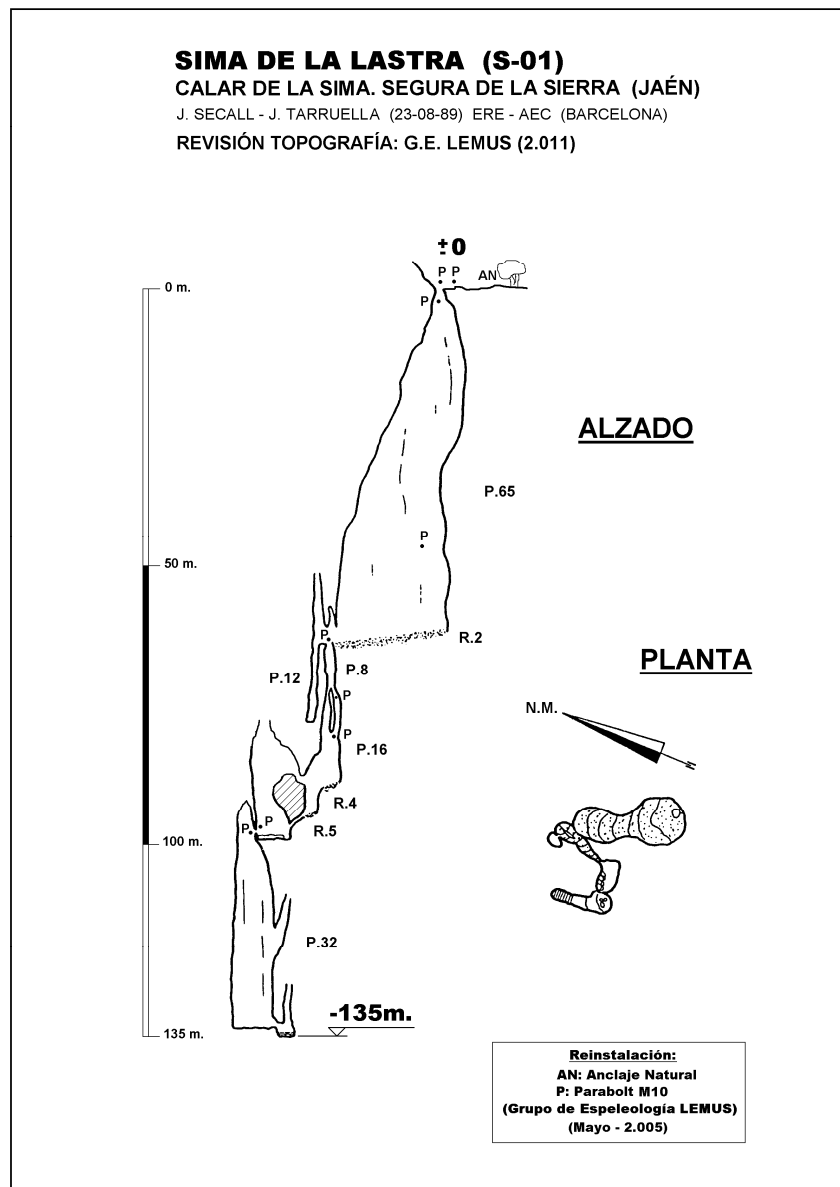 SIMA DE LA LASTRA (S-01)
CALAR DE LA SIMA. SEGURA DE LA SIERRA (JAÉN)
J. SECALL - J. TARRUELLA (23-08-89) ERE - AEC (BARCELONA)
REVISIÓN TOPOGRAFÍA: G.E. LEMUS (2.011)
±0
P P AN
0 m.
P
ALZADO
P.65
P
50 m.
P
R.2
P.8
PLANTA
P.12
P
N.M.
P
P.16
N
R.4
P P
R.5
100 m.
P.32
-135m.
135 m.
Reinstalación:
AN: Anclaje Natural
P: Parabolt M10
(Grupo de Espeleología LEMUS)
(Mayo - 2.005)